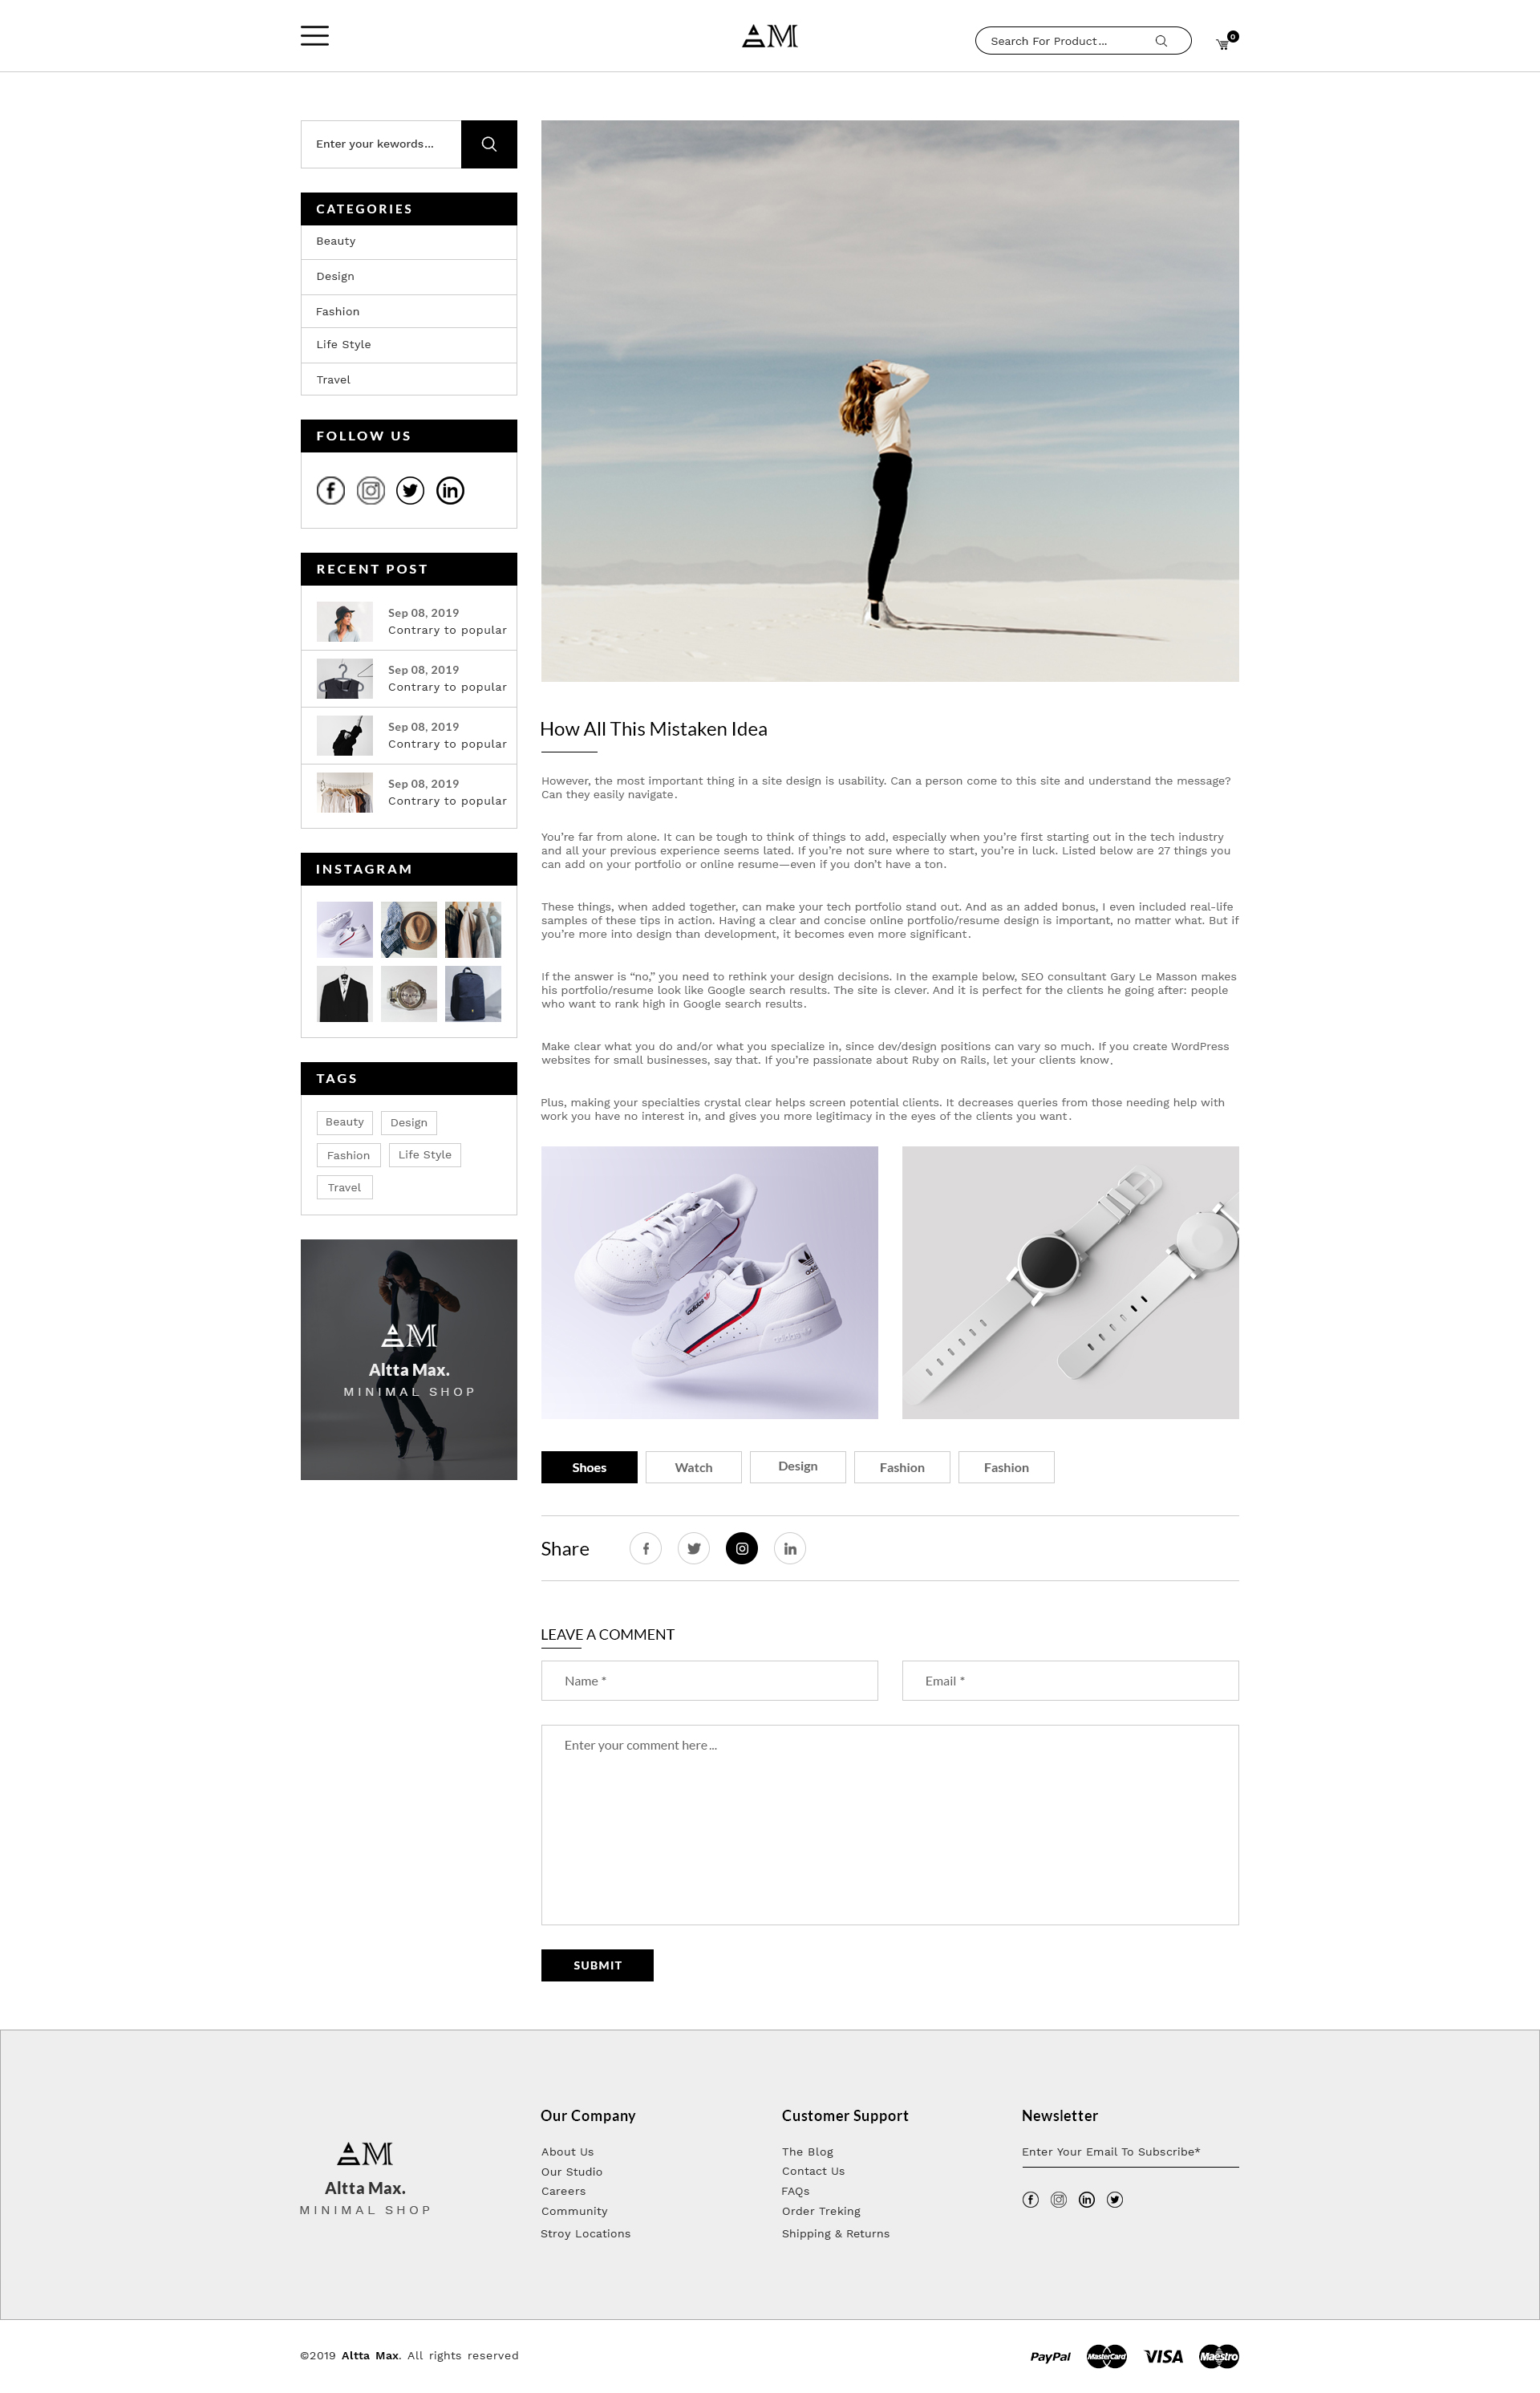 AM
Search For Product...
0
Enter your kewords...
CATEGORIES
Beauty
Design
Fashion
Life Style
Travel
FOLLOW US
RECENT POST
Sep 08, 2019
Contrary to popular
Sep 08, 2019
Contrary to popular
Sep 08, 2019
Contrary to popular
Sep 08, 2019
Contrary to popular
INSTAGRAM
TAGS
Beauty
Design
Fashion
Life Style
Travel
AM
Altta Max.
MINIMAL SHOP
How All This Mistaken Idea
However, the most important thing in a site design is usability. Can a person come to this site and understand the message?
Can they easily navigate.
You’re far from alone. It can be tough to think of things to add, especially when you’re first starting out in the tech industry
and all your previous experience seems lated. If you’re not sure where to start, you’re in luck. Listed below are 27 things you
can add on your portfolio or online resume—even if you don’t have a ton.
These things, when added together, can make your tech portfolio stand out. And as an added bonus, I even included real-life
samples of these tips in action. Having a clear and concise online portfolio/resume design is important, no matter what. But if
you’re more into design than development, it becomes even more significant.
If the answer is “no,” you need to rethink your design decisions. In the example below, SEO consultant Gary Le Masson makes
his portfolio/resume look like Google search results. The site is clever. And it is perfect for the clients he going after: people
who want to rank high in Google search results.
Make clear what you do and/or what you specialize in, since dev/design positions can vary so much. If you create WordPress
websites for small businesses, say that. If you’re passionate about Ruby on Rails, let your clients know.
Plus, making your specialties crystal clear helps screen potential clients. It decreases queries from those needing help with
work you have no interest in, and gives you more legitimacy in the eyes of the clients you want.
adidas
adidas
Shoes
Watch
Design
Fashion
Fashion
Share
LEAVE A COMMENT
Name *
Email *
Enter your comment here...
SUBMIT
AM
Altta Max.
MINIMAL SHOP
Our Company
About Us
Our Studio
Careers
Community
Stroy Locations
Customer Support
The Blog
Contact Us
FAQs
Order Treking
Shipping & Returns
Newsletter
Enter Your Email To Subscribe*
©2019 Altta Max. All rights reserved
PayPal
MasterCard
VISA
Maestro